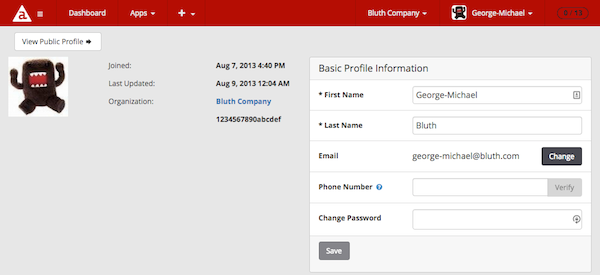 Dashboard Apps Bluth Company George-Michael 0 / 13
View Public Profile
Joined: Aug 7, 2013 4:40 PM
Last Updated: Aug 9, 2013 12:04 AM
Organization: Bluth Company
1234567890abcdef
Basic Profile Information
* First Name George-Michael
* Last Name Bluth
Email george-michael@bluth.com Change
Phone Number Verify
Change Password
Save